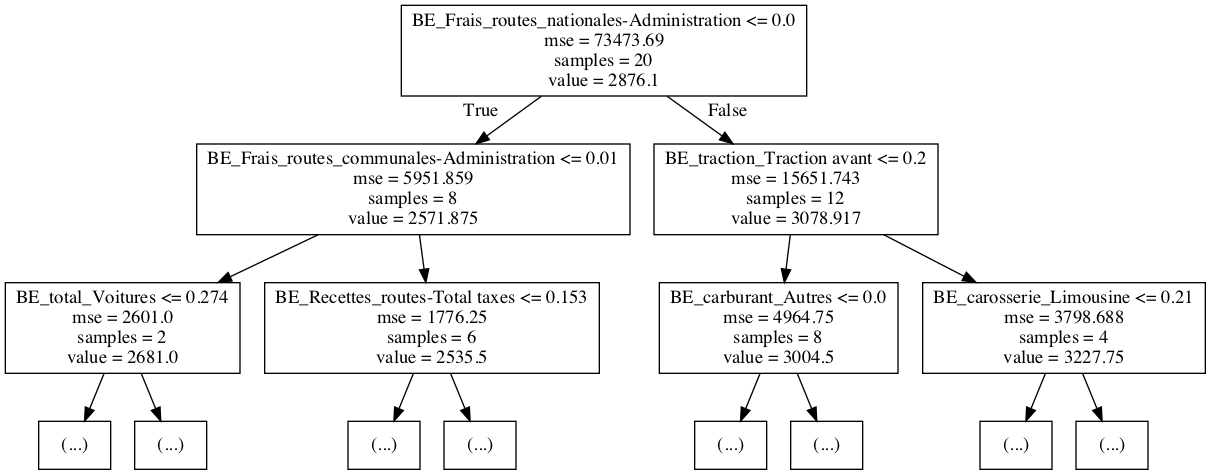 BE_Frais_routes_nationales-Administration <= 0.0
mse = 73473.69
samples = 20
value = 2876.1
True
False
BE_Frais_routes_communales-Administration <= 0.01
mse = 5951.859
samples = 8
value = 2571.875
BE_traction_Traction avant <= 0.2
mse = 15651.743
samples = 12
value = 3078.917
BE_total_Voitures <= 0.274
mse = 2601.0
samples = 2
value = 2681.0
BE_Recettes_routes-Total taxes <= 0.153
mse = 1776.25
samples = 6
value = 2535.5
BE_carburant_Autres <= 0.0
mse = 4964.75
samples = 8
value = 3004.5
BE_carosserie_Limousine <= 0.21
mse = 3798.688
samples = 4
value = 3227.75
(...)
(...)
(...)
(...)
(...)
(...)
(...)
(...)